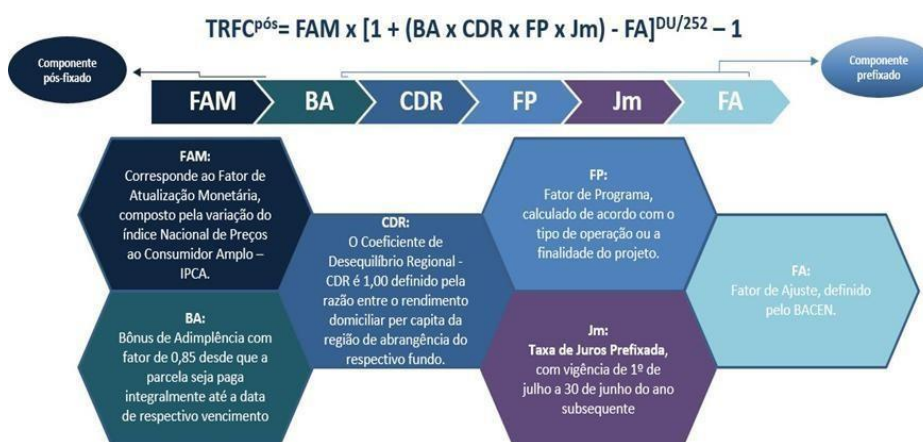 TRFCpós= FAM x [1 + (BA x CDR x FP x Jm) - FA]DU/252 – 1
Componente
pós-fixado
Componente
prefixado
FAM
BA
CDR
FP
Jm
FA
FAM:
Corresponde ao Fator de
Atualização Monetária,
composto pela variação do
índice Nacional de Preços
ao Consumidor Amplo –
IPCA.
BA:
Bônus de Adimplência com
fator de 0,85 desde que a
parcela seja paga
integralmente até a data
de respectivo vencimento
CDR:
O Coeficiente de
Desequilíbrio Regional -
CDR é 1,00 definido pela
razão entre o rendimento
domiciliar per capita da
região de abrangência do
respectivo fundo.
FP:
Fator de Programa,
calculado de acordo com o
tipo de operação ou a
finalidade do projeto.
Jm:
Taxa de Juros Prefixada,
com vigência de 1º de
julho a 30 de junho do ano
subsequente
FA:
Fator de Ajuste, definido
pelo BACEN.